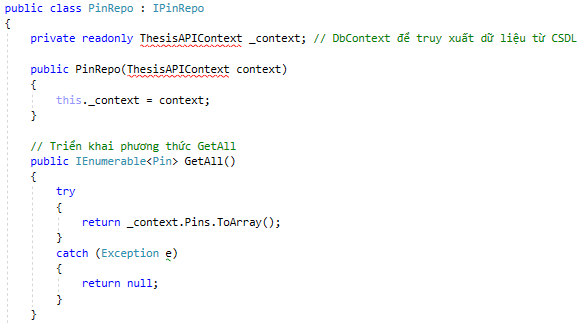 public class PinRepo : IPinRepo
{
    private readonly ThesisAPIContext _context; // DbContext để truy xuất dữ liệu từ CSDL
    public PinRepo(ThesisAPIContext context)
    {
        this._context = context;
    }
    // Triển khai phương thức GetAll
    public IEnumerable<Pin> GetAll()
    {
        try
        {
            return _context.Pins.ToArray();
        }
        catch (Exception e)
        {
            return null;
        }
    }